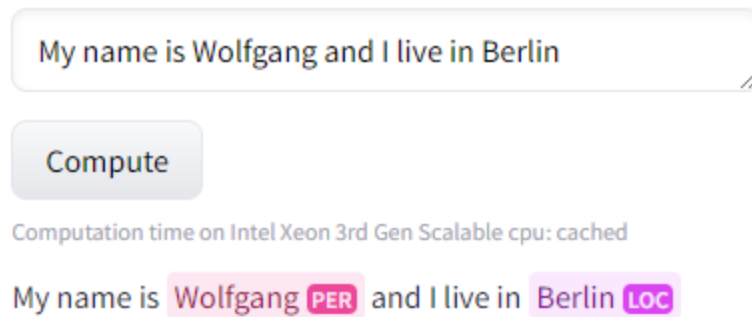 My name is Wolfgang and I live in Berlin
Compute
Computation time on Intel Xeon 3rd Gen Scalable cpu: cached
My name is Wolfgang PER and I live in Berlin LOC